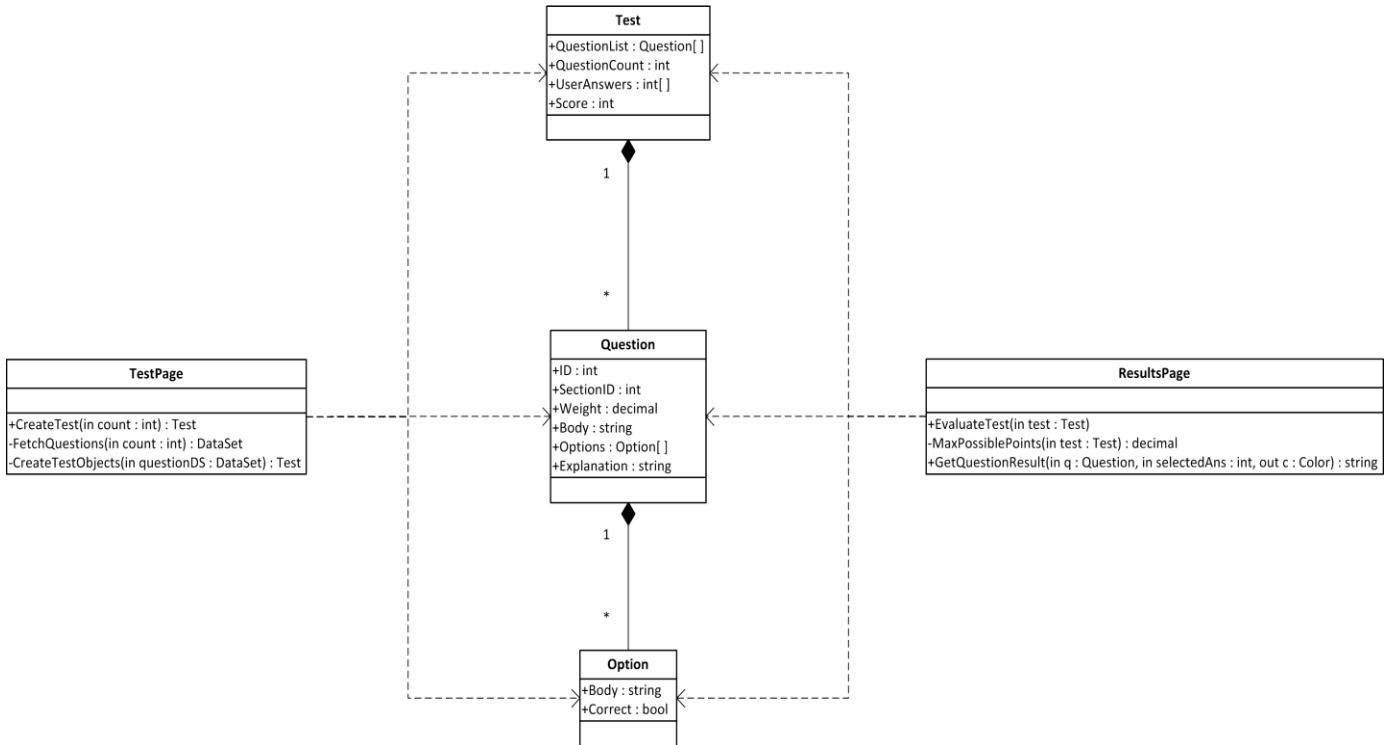 Test
+QuestionList : Question[ ]
+QuestionCount : int
+UserAnswers : int[ ]
+Score : int
1
*
Question
+ID : int
+SectionID : int
+Weight : decimal
+Body : string
+Options : Option[ ]
+Explanation : string
TestPage
+CreateTest(in count : int) : Test
-FetchQuestions(in count : int) : DataSet
-CreateTestObjects(in questionDS : DataSet) : Test
ResultsPage
+EvaluateTest(in test : Test)
-MaxPossiblePoints(in test : Test) : decimal
+GetQuestionResult(in q : Question, in selectedAns : int, out c : Color) : string
1
*
Option
+Body : string
+Correct : bool